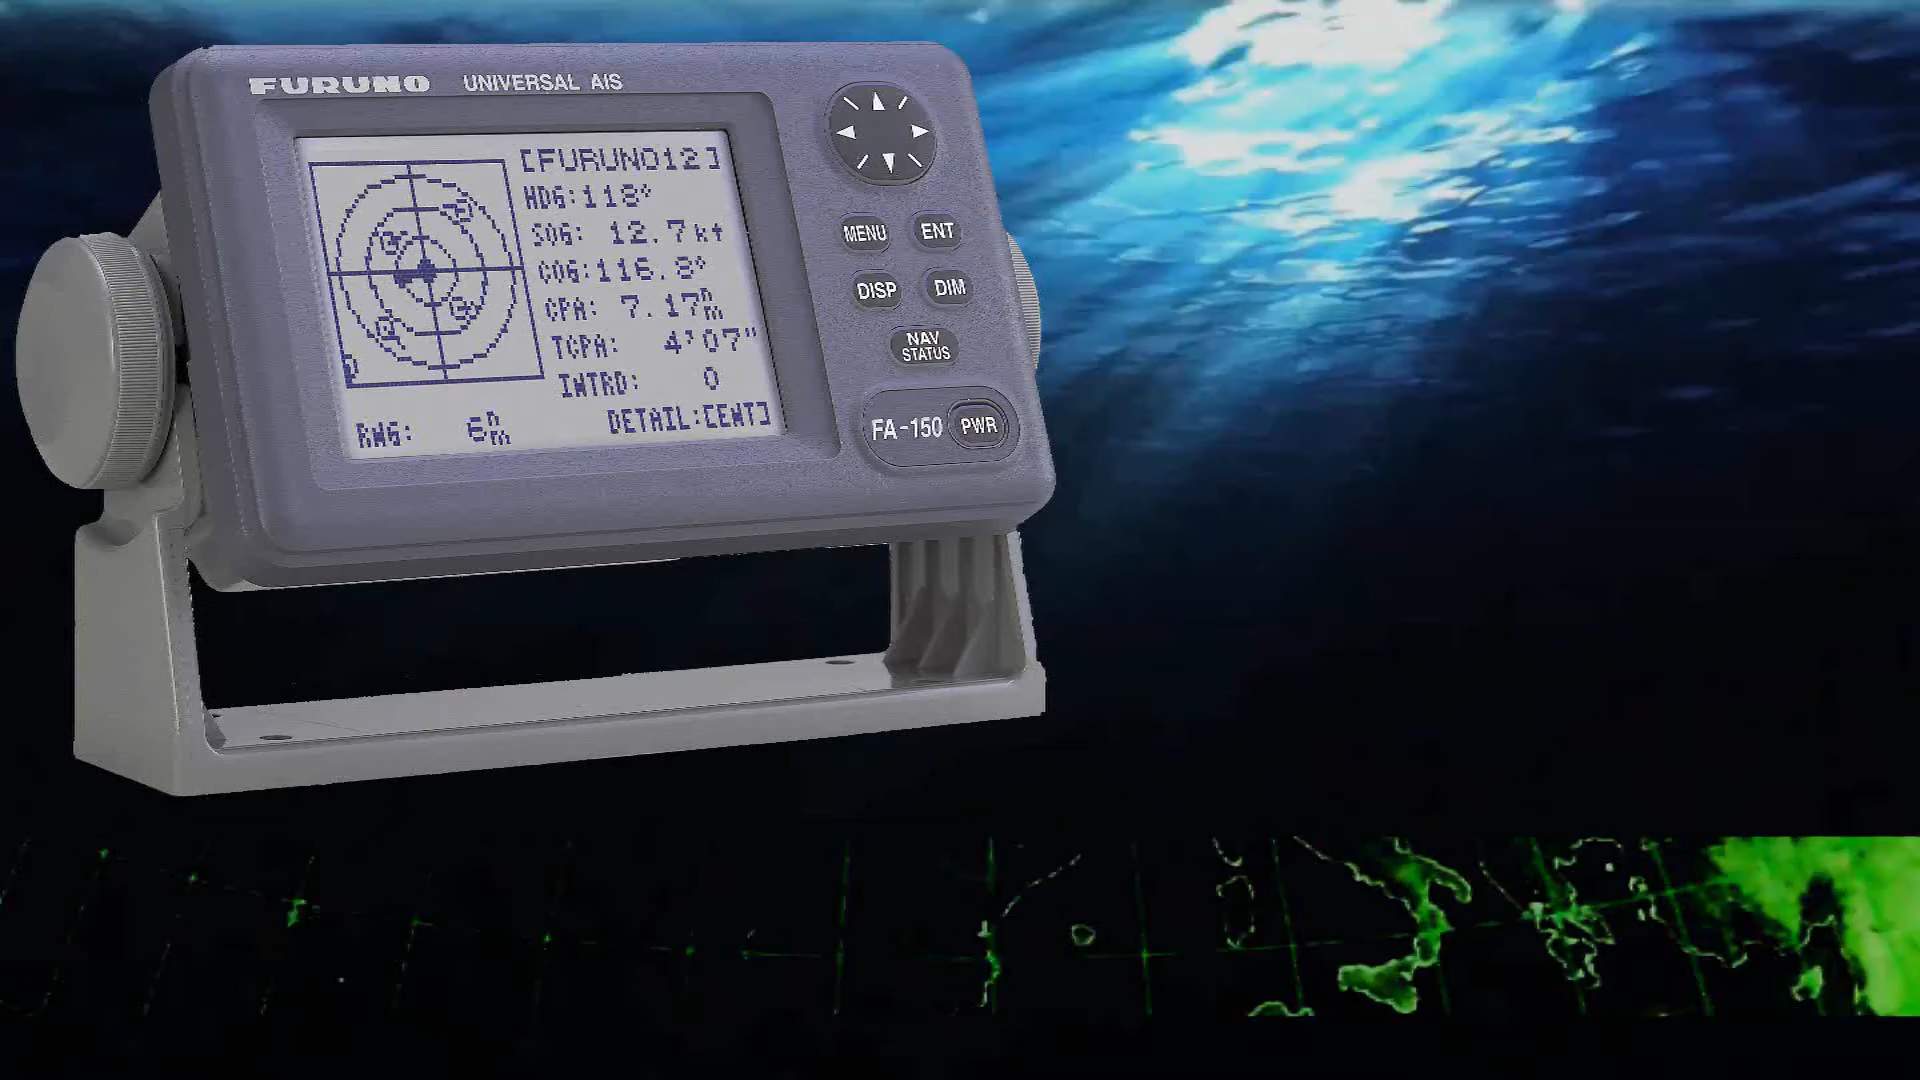 FURUNO UNIVERSAL AIS
[FURUNO12]
HDG:118°
SOG: 12.7kt
COG:116.8°
CPA: 7.17nm
TCPA: 4'07"
INTRD: 0
RNG: 6nm
DETAIL:[ENT]
MENU
ENT
DISP
DIM
NAV
STATUS
FA-150
PWR